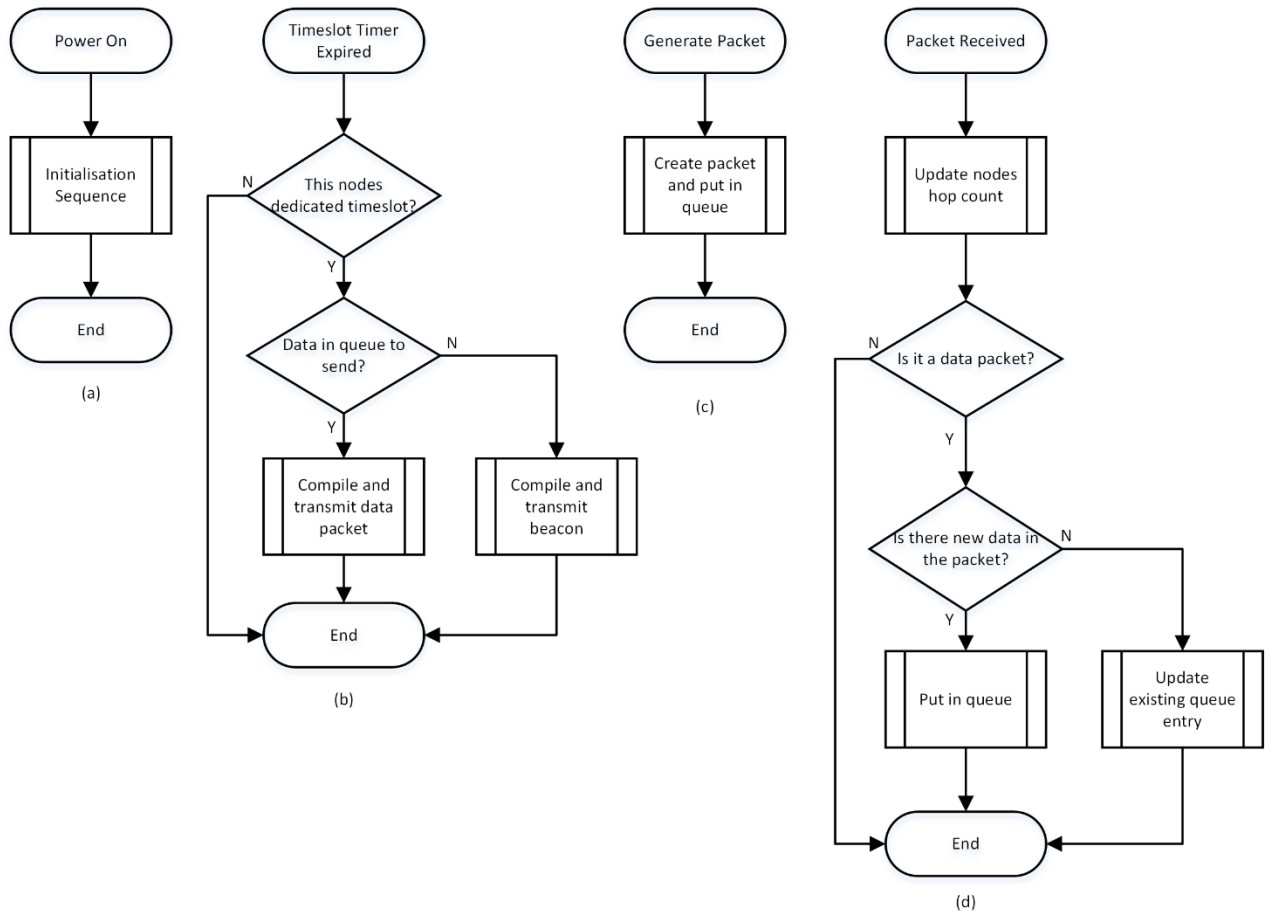 Power On
Initialisation
Sequence
End
(a)
Timeslot Timer
Expired
This nodes
dedicated timeslot?
N
Y
Data in queue to
send?
N
Y
Compile and
transmit data
packet
Compile and
transmit
beacon
End
(b)
Generate Packet
Create packet
and put in
queue
End
(c)
Packet Received
Update nodes
hop count
Is it a data packet?
N
Y
Is there new data in
the packet?
N
Y
Put in queue
Update
existing queue
entry
End
(d)